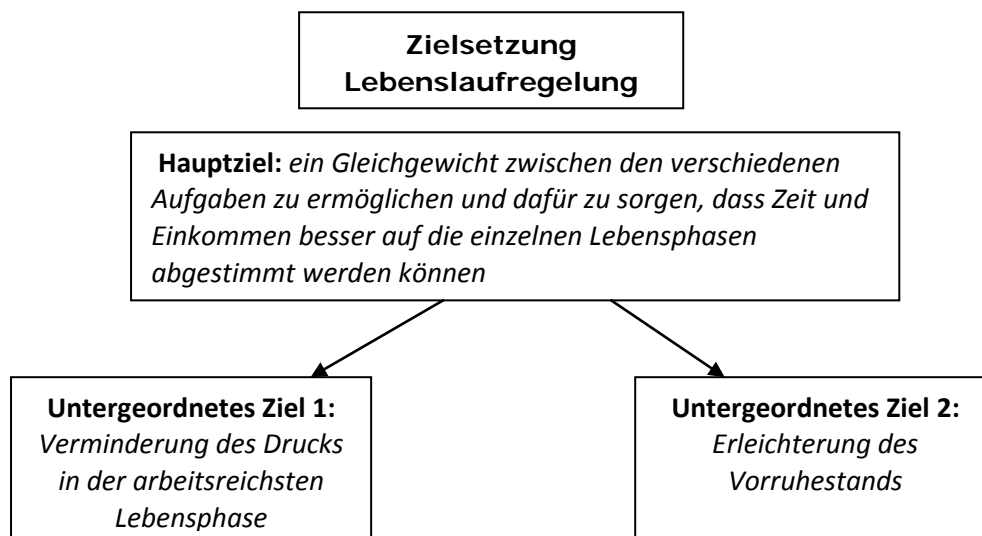 Zielsetzung
Lebenslaufregelung
Hauptziel: ein Gleichgewicht zwischen den verschiedenen
Aufgaben zu ermöglichen und dafür zu sorgen, dass Zeit und
Einkommen besser auf die einzelnen Lebensphasen
abgestimmt werden können
Untergeordnetes Ziel 1:
Verminderung des Drucks
in der arbeitsreichsten
Lebensphase
Untergeordnetes Ziel 2:
Erleichterung des
Vorruhestands